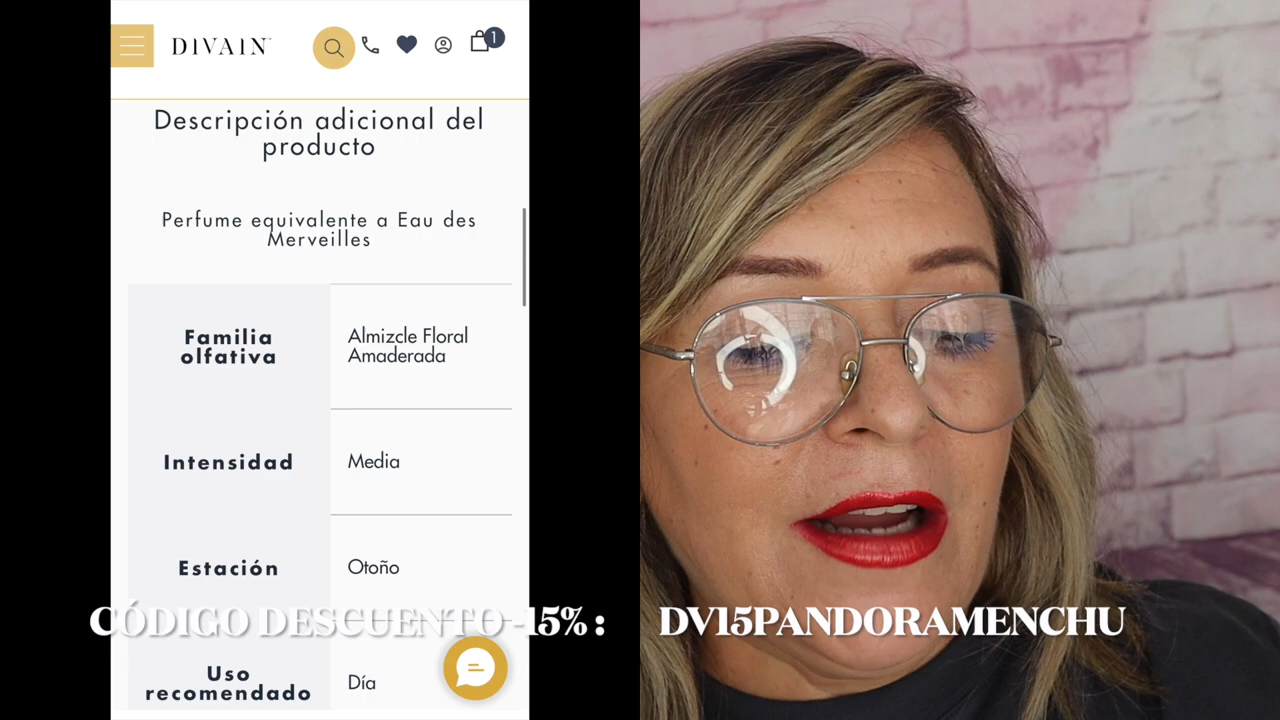 DIVAIN
1
Descripción adicional del
producto
Perfume equivalente a Eau des
Merveilles
Familia
olfativa
Almizcle Floral
Amaderada
Intensidad
Media
Estación
Otoño
CÓDIGO DESCUENTO -15% : DV15PANDORAMENCHU
Uso
recomendado
Día